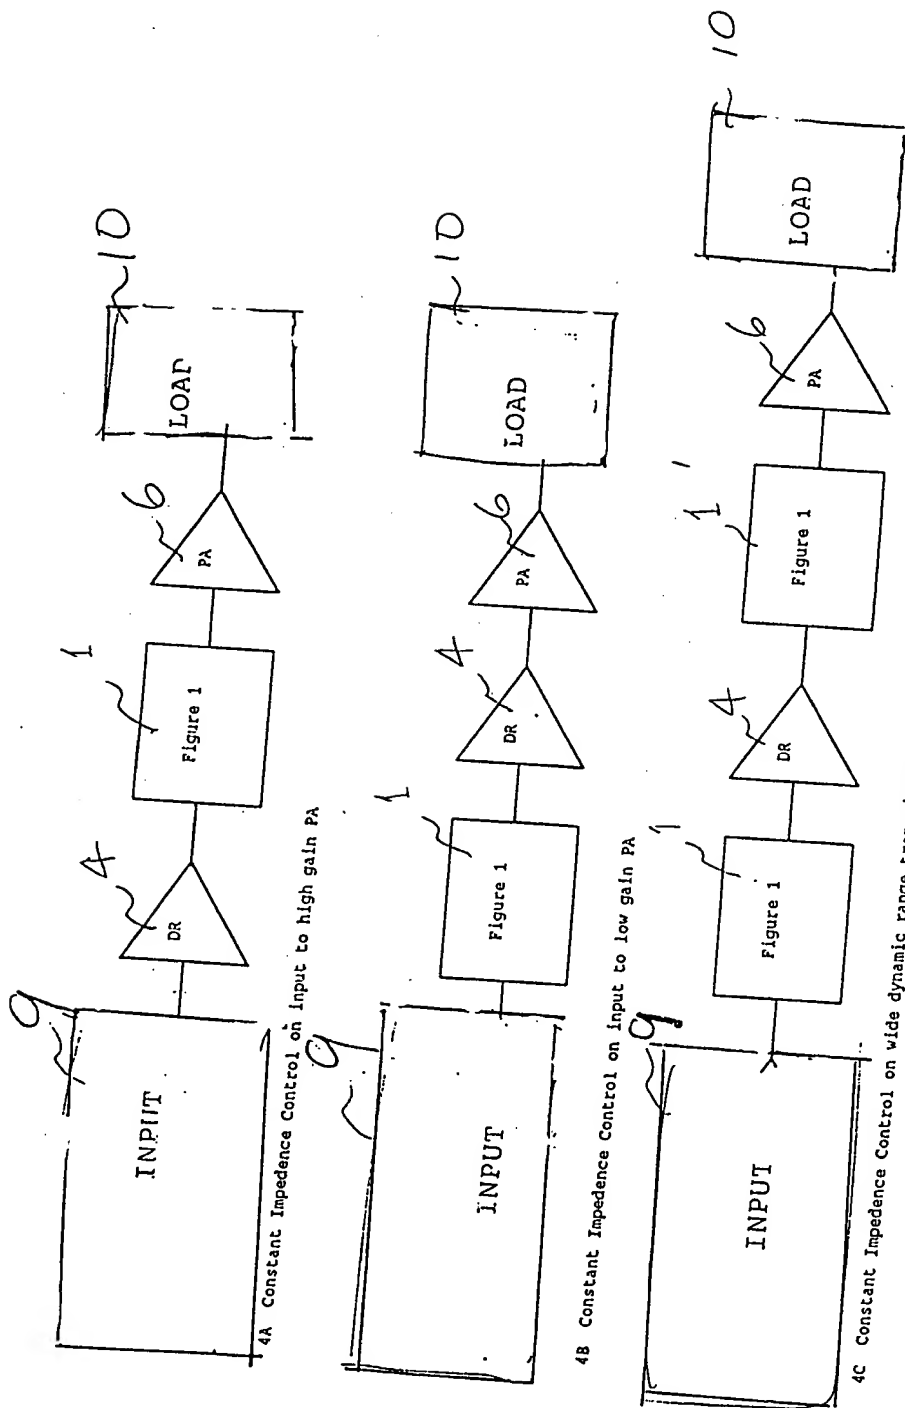 9
INPUT
4
DR
1
Figure 1
6
PA
10
LOAD
4A Constant Impedence Control on input to high gain PA
9
INPUT
1
Figure 1
4
DR
6
PA
10
LOAD
4B Constant Impedence Control on input to low gain PA
9
INPUT
1
Figure 1
4
DR
1'
Figure 1
6
PA
10
LOAD
4C Constant Impedence Control on wide dynamic range